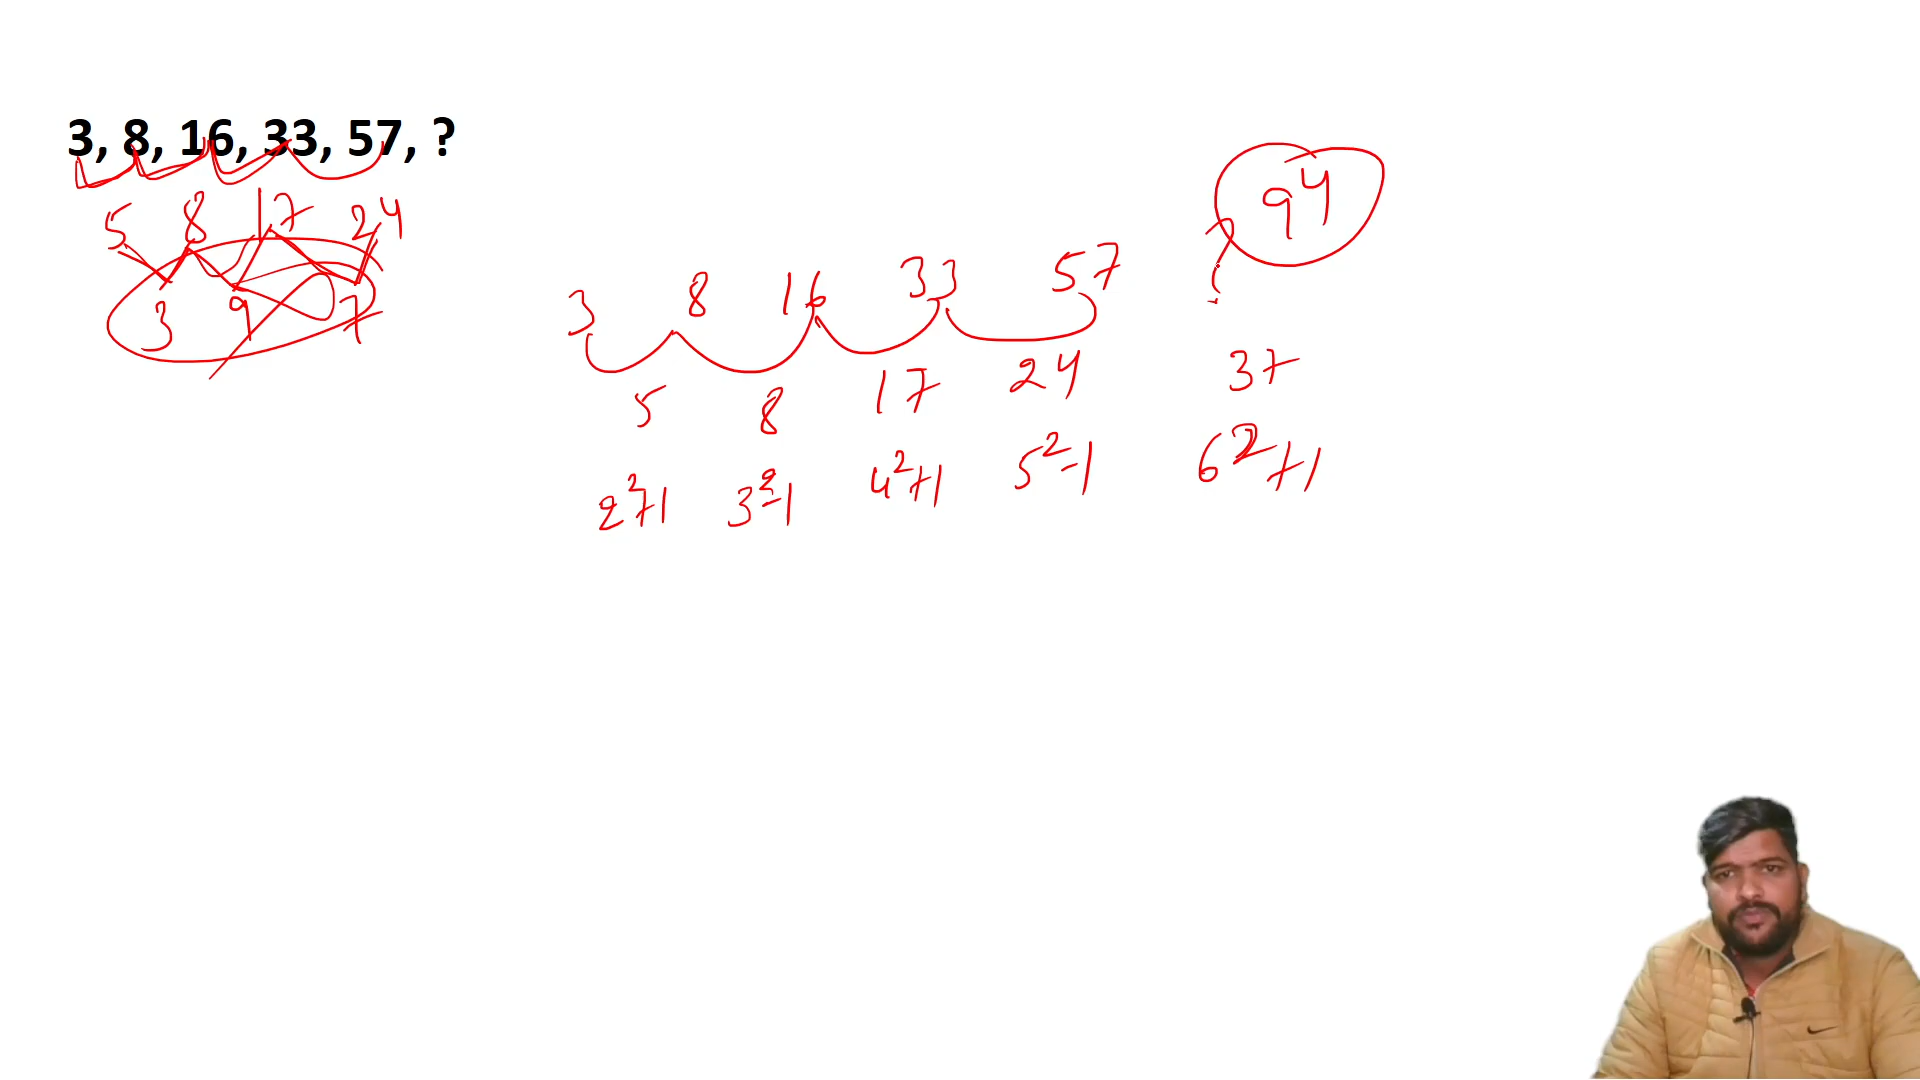 3, 8, 16, 33, 57, ?
5 8 17 24
3 9 7
94
3 8 16 33 57 ?
5 8 17 24 37
2²+1 3²-1 4²+1 5²-1 6²+1